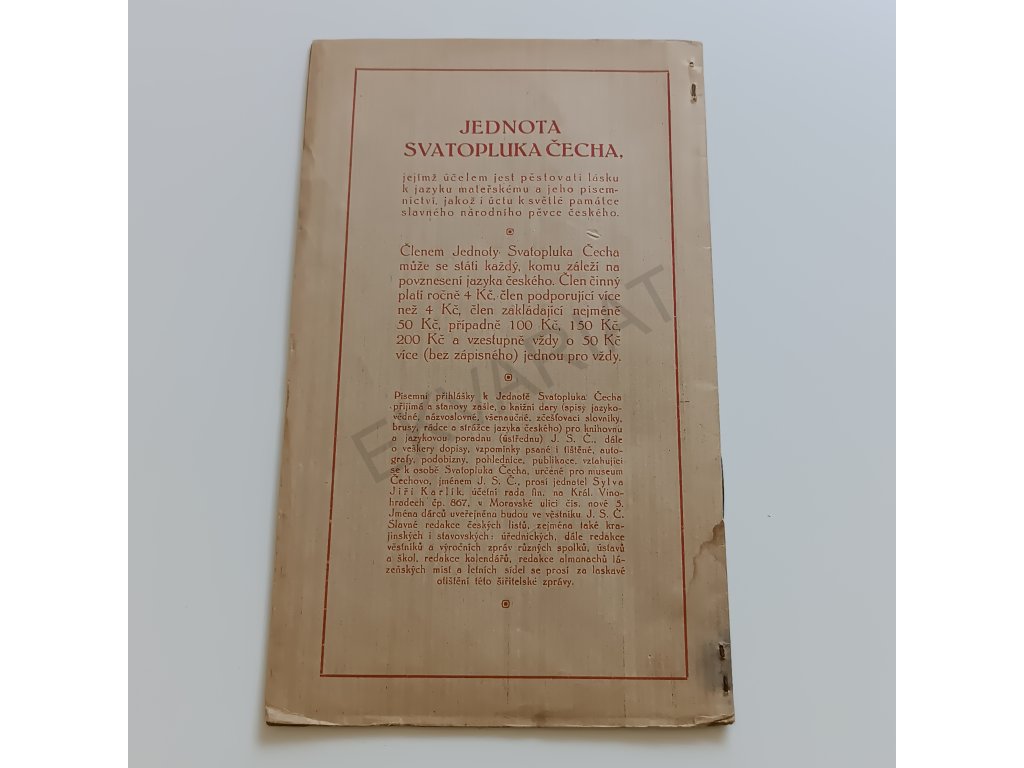 JEDNOTA
SVATOPLUKA ČECHA,
jejímž účelem jest pěstovati lásku
k jazyku mateřskému a jeho písem-
nictví, jakož i úctu k světlé památce
slavného národního pěvce českého.
Členem Jednoty Svatopluka Čecha
může se státi každý, komu záleží na
povznesení jazyka českého. Člen činný
platí ročně 4 Kč, člen podporující více
než 4 Kč, člen zakládající nejméně
50 Kč, případně 100 Kč, 150 Kč,
200 Kč a vzestupně vždy o 50 Kč
více (bez zápisného) jednou pro vždy.
Písemní přihlášky k Jednotě Svatopluka Čecha
přijímá a stanovy zašle, o knižní dary (spisy jazyko-
vědné, názvoslovné, všenaučné, zčešťovací slovníky,
brusy, rádce a strážce jazyka českého) pro knihovnu
a jazykovou poradnu (ústřednu) J. S. Č., dále
o veškery dopisy, vzpomínky psané i tištěné, auto-
grafy, podobizny, pohlednice, publikace, vztahující
se k osobě Svatopluka Čecha, určené pro museum
Čechovo, jménem J. S. Č., prosí jednatel Sylva
Jiří Karlík, účetní rada fin. na Král. Vino-
hradech čp. 867, v Moravské ulici čís. nové 5.
Jména dárců uveřejněna budou ve věstníku J. S. Č.
Slavné redakce českých listů, zejména také kra-
jinských i stavovských: úřednických, dále redakce
věstníků a výročních zpráv různých spolků, ústavů
a škol, redakce kalendářů, redakce almanachů lá-
zeňských míst a letních sídel se prosí za laskavé
otištění této šiřitelské zprávy.